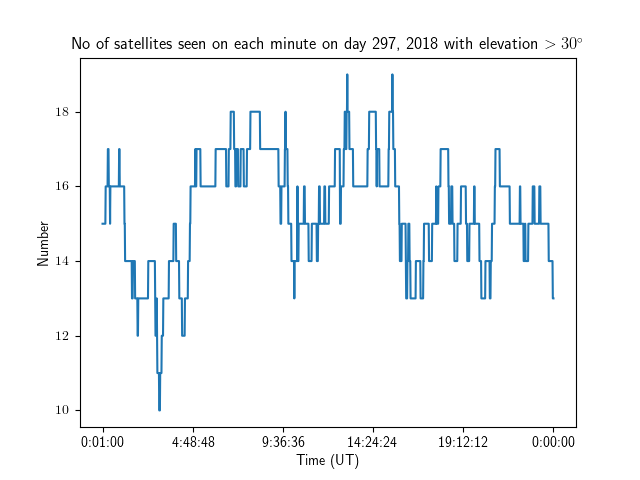 No of satellites seen on each minute on day 297, 2018 with elevation > 30°
18
16
14
12
10
Number
0:01:00 4:48:48 9:36:36 14:24:24 19:12:12 0:00:00
Time (UT)